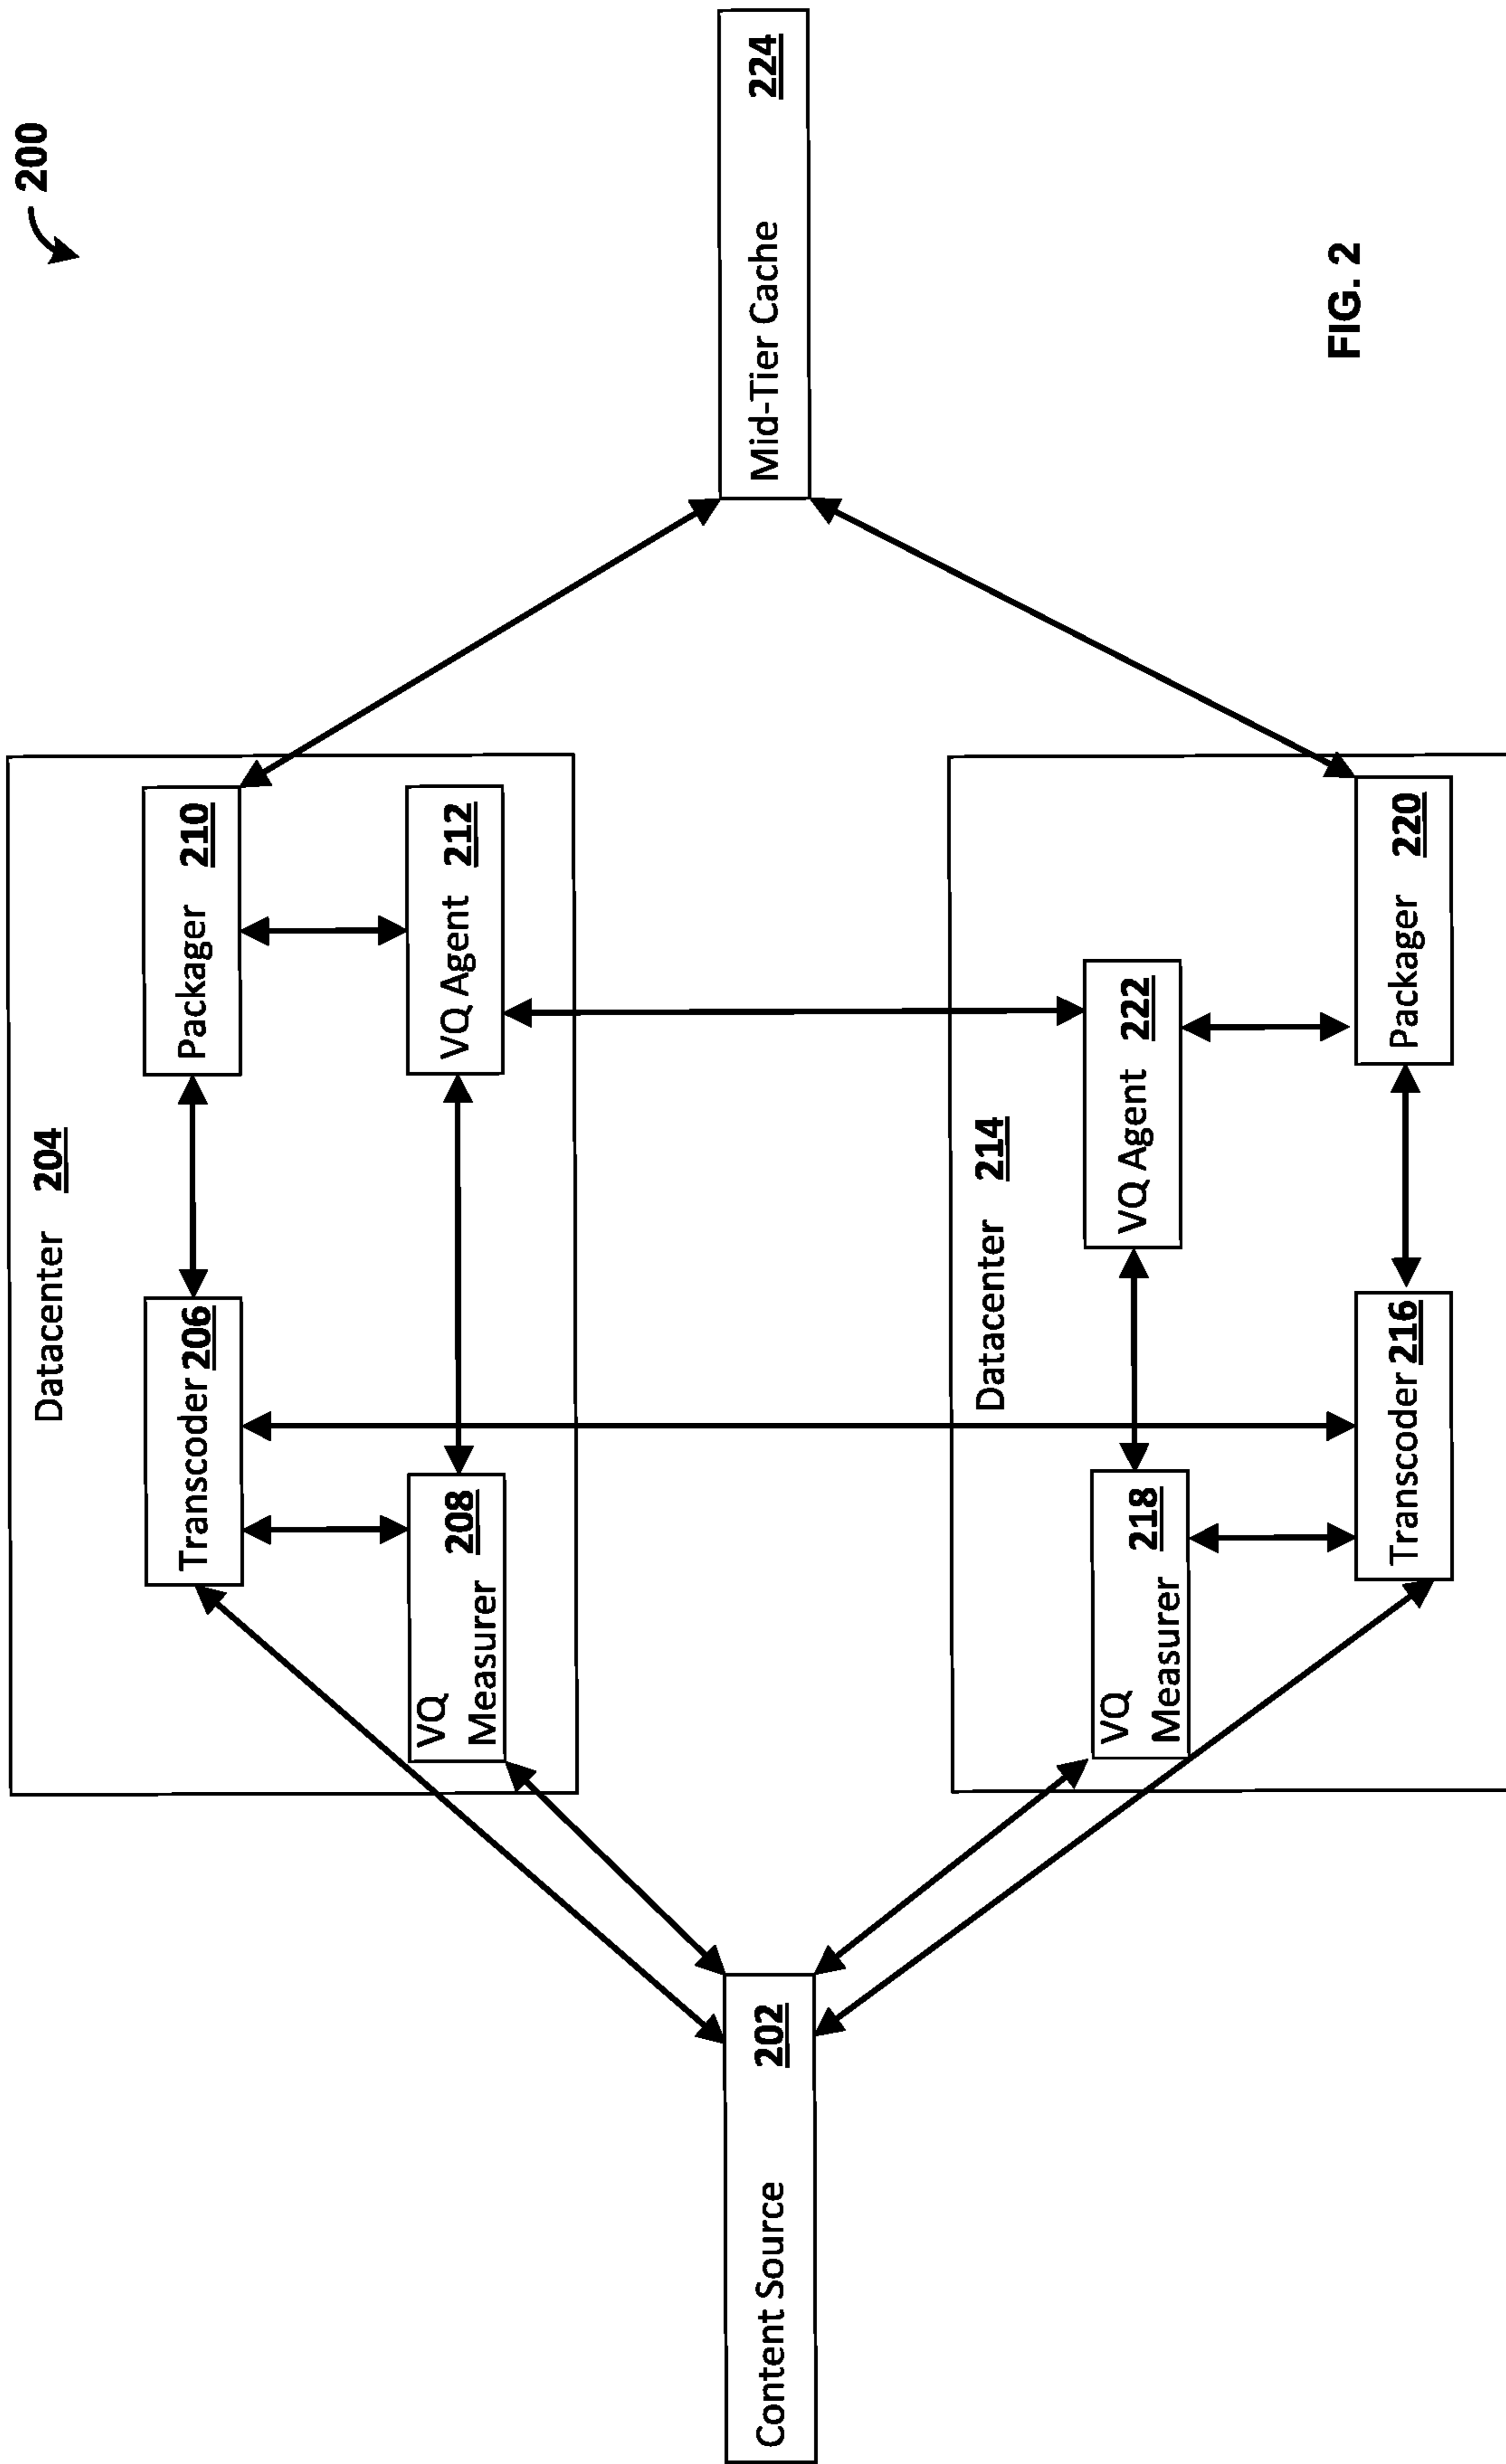 200
Datacenter 204
Transcoder 206
Packager 210
VQ
Measurer 208
VQ Agent 212
Content Source 202
Mid-Tier Cache 224
Datacenter 214
VQ
Measurer 218
VQ Agent 222
Transcoder 216
Packager 220
FIG. 2